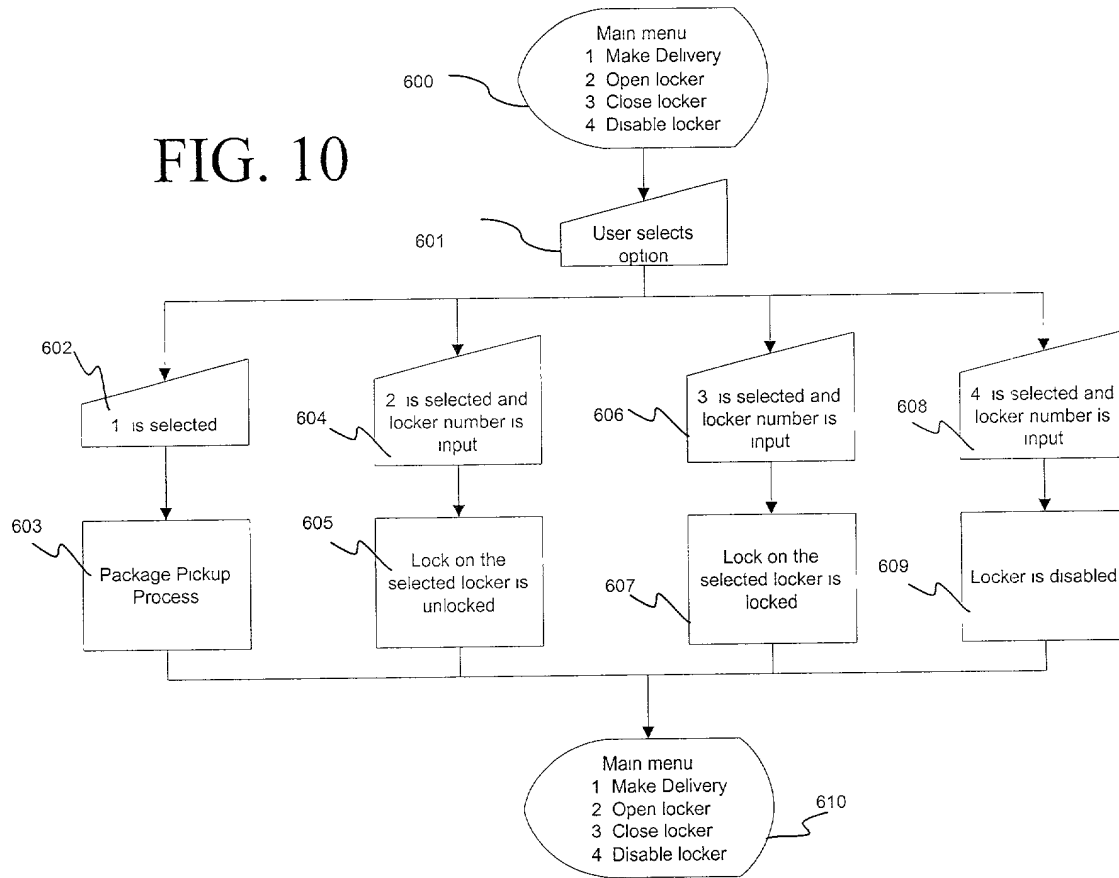 Main menu
1 Make Delivery
2 Open locker
3 Close locker
4 Disable locker
600
FIG. 10
User selects
option
601
602
1 is selected
2 is selected and
locker number is
input
604
3 is selected and
locker number is
input
606
4 is selected and
locker number is
input
608
603
Package Pickup
Process
605
Lock on the
selected locker is
unlocked
Lock on the
selected locker is
locked
607
Locker is disabled
609
Main menu
1 Make Delivery
2 Open locker
3 Close locker
4 Disable locker
610